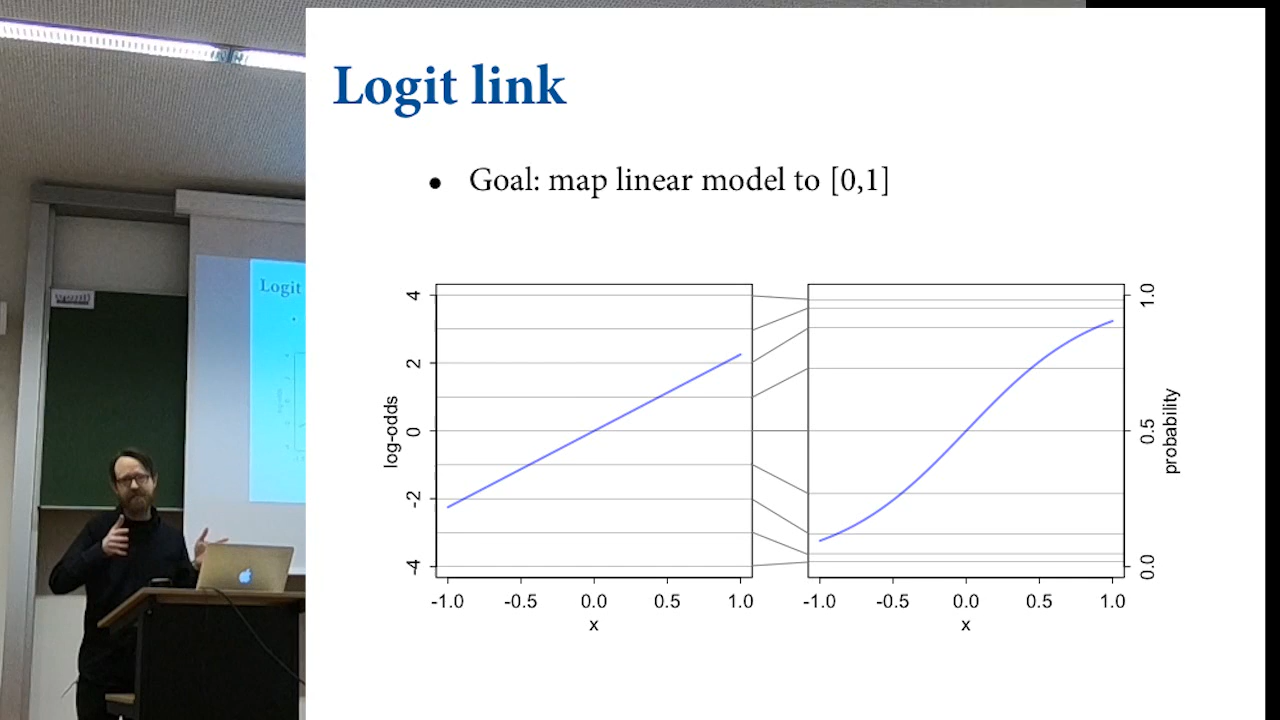 Logit link
• Goal: map linear model to [0,1]
4
2
0
-2
-4
log-odds
-1.0 -0.5 0.0 0.5 1.0
x
1.0
0.5
0.0
probability
-1.0 -0.5 0.0 0.5 1.0
x
Logit